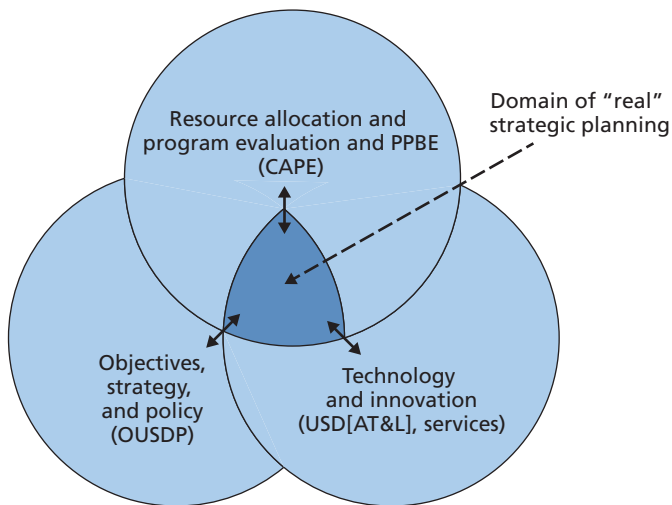 Resource allocation and
program evaluation and PPBE
(CAPE)
Domain of “real”
strategic planning
Objectives,
strategy,
and policy
(OUSDP)
Technology
and innovation
(USD[AT&L], services)